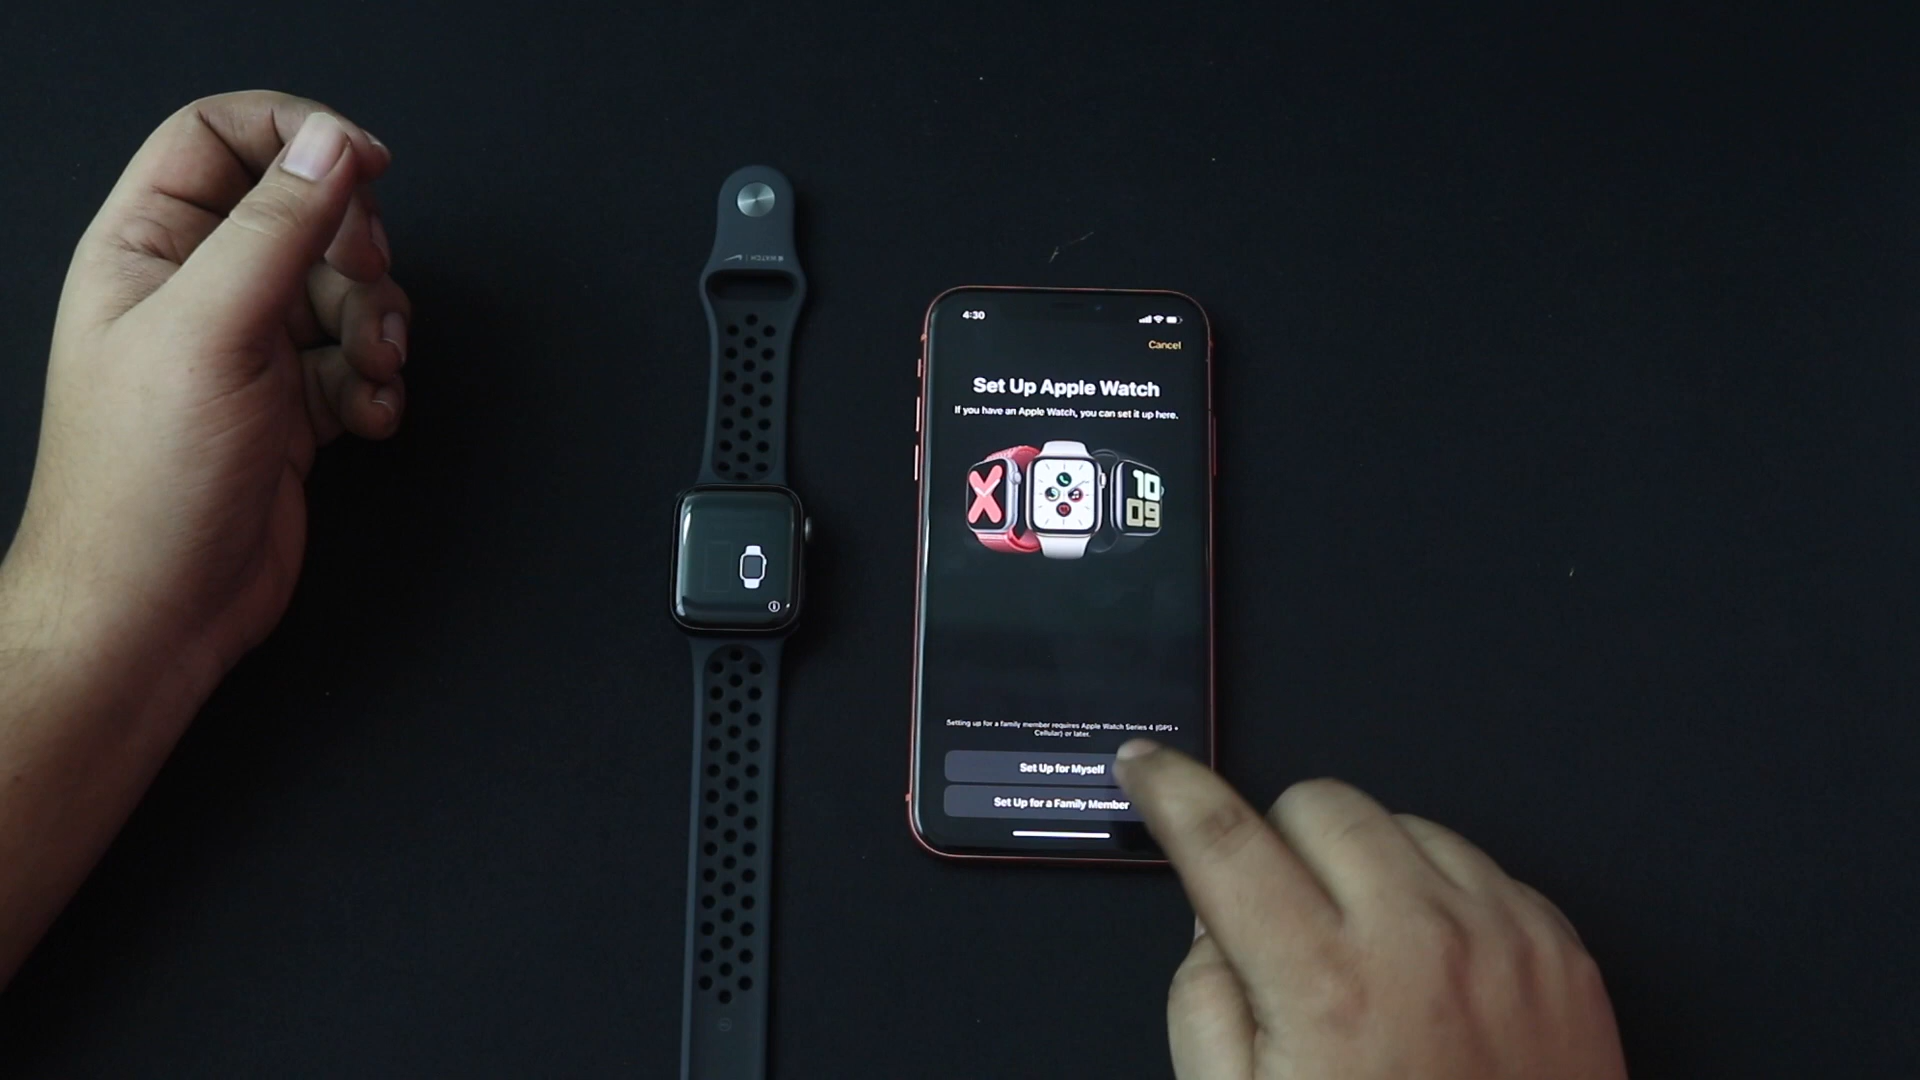 WATCH
4:30
Cancel
Set Up Apple Watch
If you have an Apple Watch, you can set it up here.
10
09
Setting up for a family member requires Apple Watch Series 4 (GPS +
Cellular) or later.
Set Up for Myself
Set Up for a Family Member